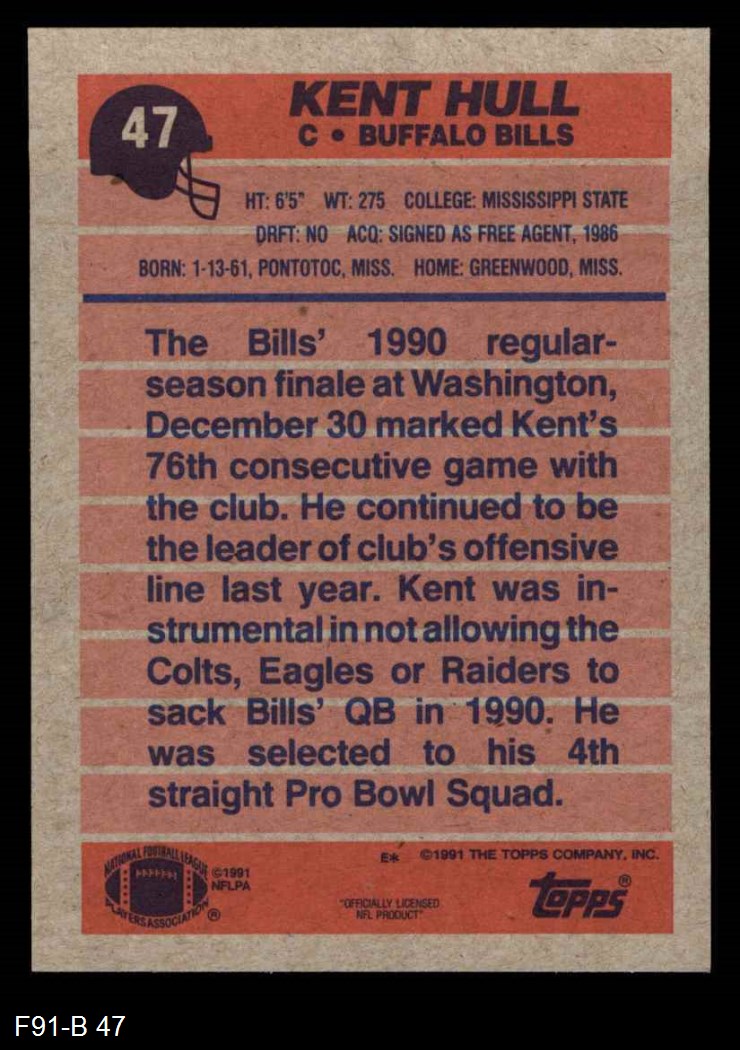 47
KENT HULL
C • BUFFALO BILLS
HT: 6'5" WT: 275 COLLEGE: MISSISSIPPI STATE
DRFT: NO ACQ: SIGNED AS FREE AGENT, 1986
BORN: 1-13-61, PONTOTOC, MISS. HOME: GREENWOOD, MISS.
The Bills' 1990 regular-
season finale at Washington,
December 30 marked Kent's
76th consecutive game with
the club. He continued to be
the leader of club's offensive
line last year. Kent was in-
strumental in not allowing the
Colts, Eagles or Raiders to
sack Bills' QB in 1990. He
was selected to his 4th
straight Pro Bowl Squad.
NATIONAL FOOTBALL LEAGUE
PLAYERS ASSOCIATION ®
©1991
NFLPA
E* ©1991 THE TOPPS COMPANY, INC.
"OFFICIALLY LICENSED
NFL PRODUCT"
topps®
F91-B 47